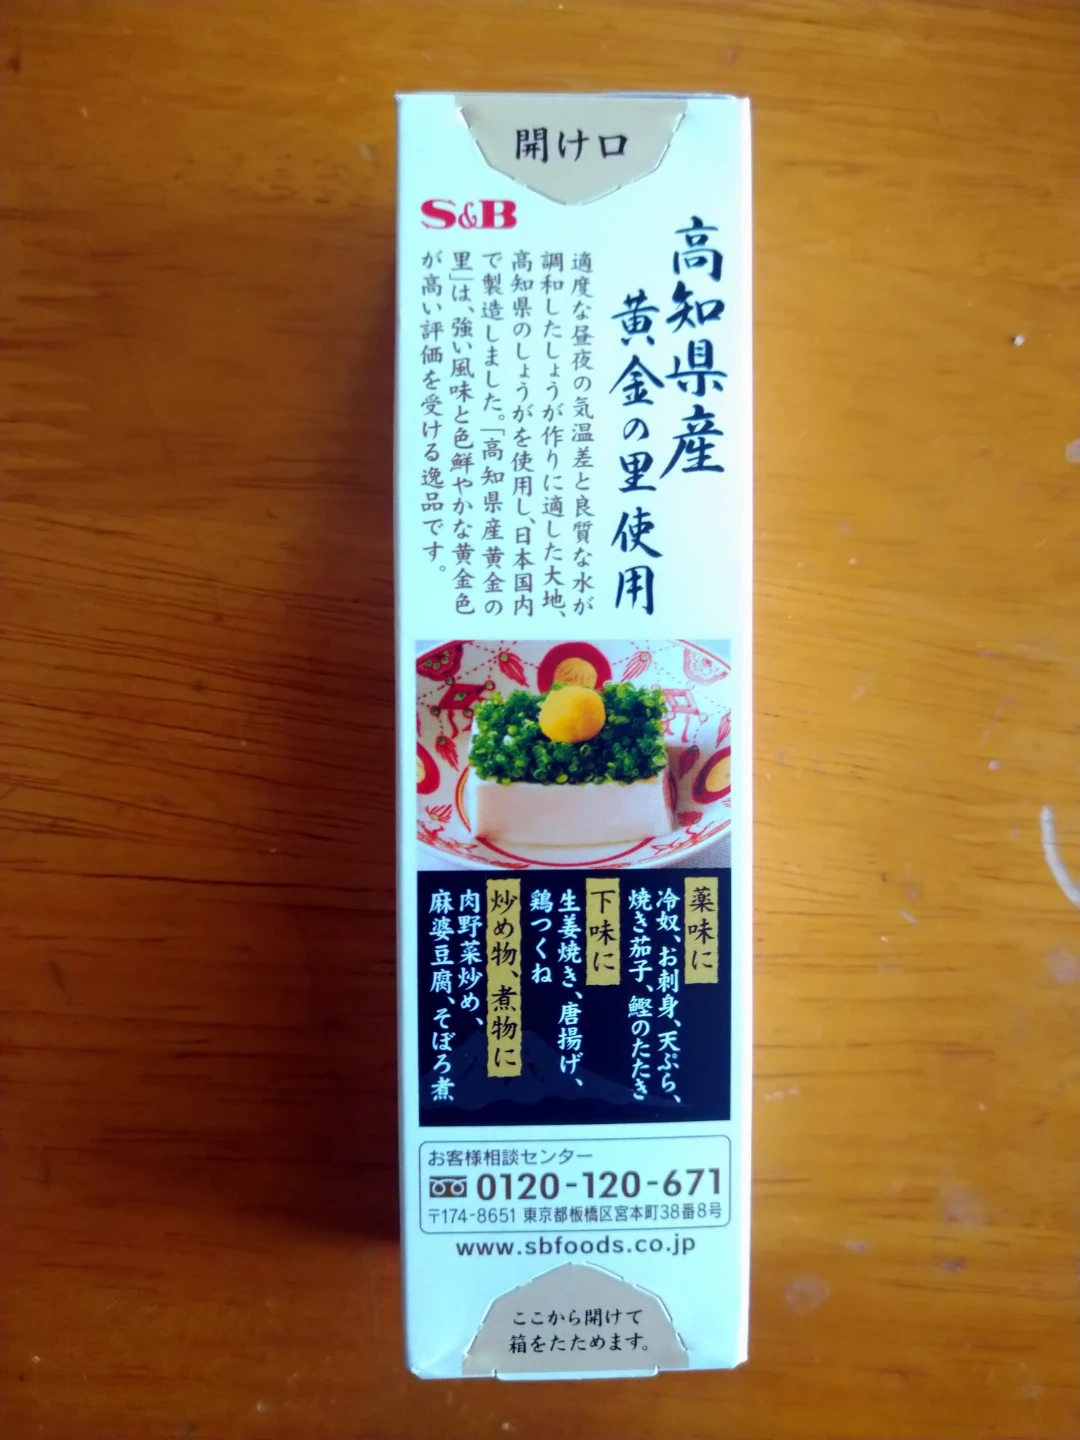 開け口
S&B
高知県産
黄金の里使用
適度な昼夜の気温差と良質な水が
調和したしょうが作りに適した大地、
高知県のしょうがを使用し、日本国内
で製造しました。「高知県産黄金の
里」は、強い風味と色鮮やかな黄金色
が高い評価を受ける逸品です。
薬味に
冷奴、お刺身、天ぷら、
焼き茄子、鰹のたたき
下味に
生姜焼き、唐揚げ、
鶏つくね
炒め物、煮物に
肉野菜炒め、
麻婆豆腐、そぼろ煮
お客様相談センター
0120-120-671
〒174-8651 東京都板橋区宮本町38番8号
www.sbfoods.co.jp
ここから開けて
箱をたためます。